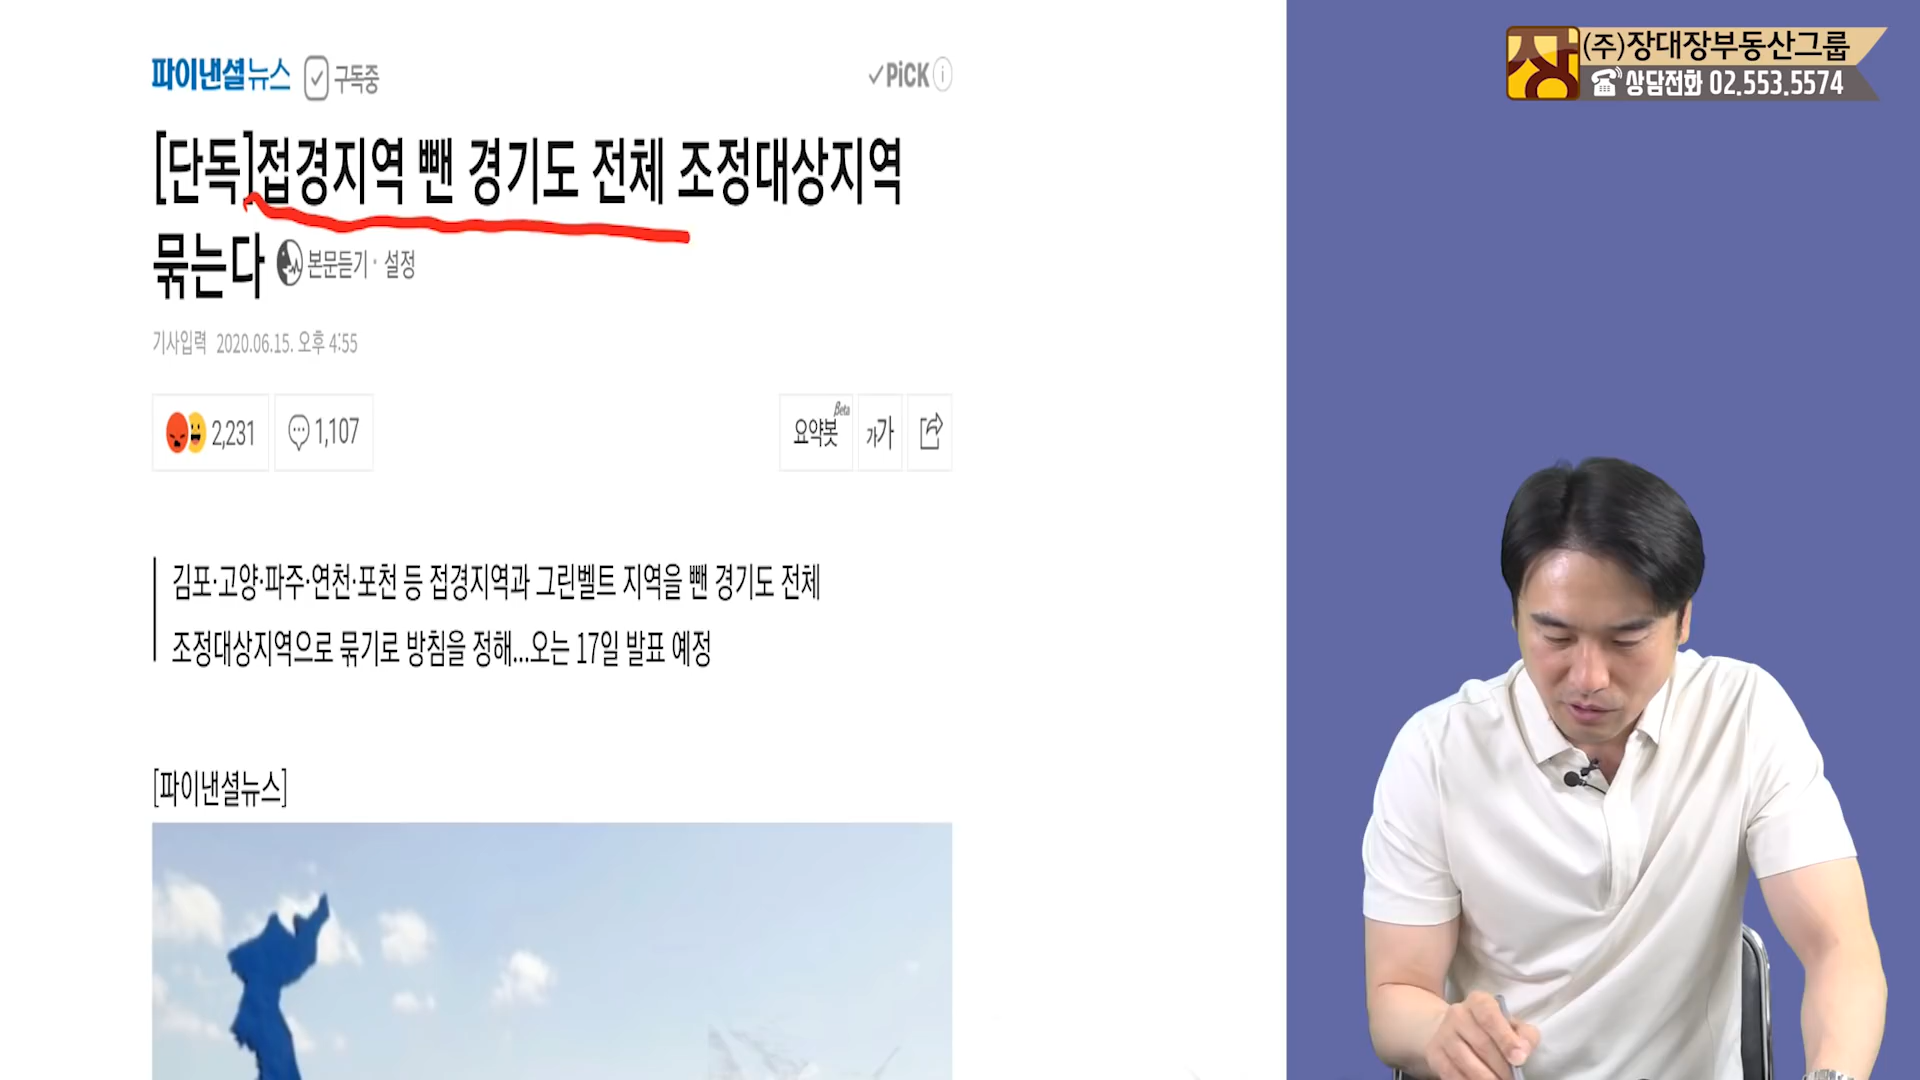 파이낸셜뉴스 구독중
PiCK
[단독]접경지역 뺀 경기도 전체 조정대상지역
묶는다 본문듣기 · 설정
기사입력 2020.06.15. 오후 4:55
2,231 1,107
요약봇 Beta 가가
김포·고양·파주·연천·포천 등 접경지역과 그린벨트 지역을 뺀 경기도 전체
조정대상지역으로 묶기로 방침을 정해...오는 17일 발표 예정
[파이낸셜뉴스]
장
(주)장대장부동산그룹
상담전화 02.553.5574